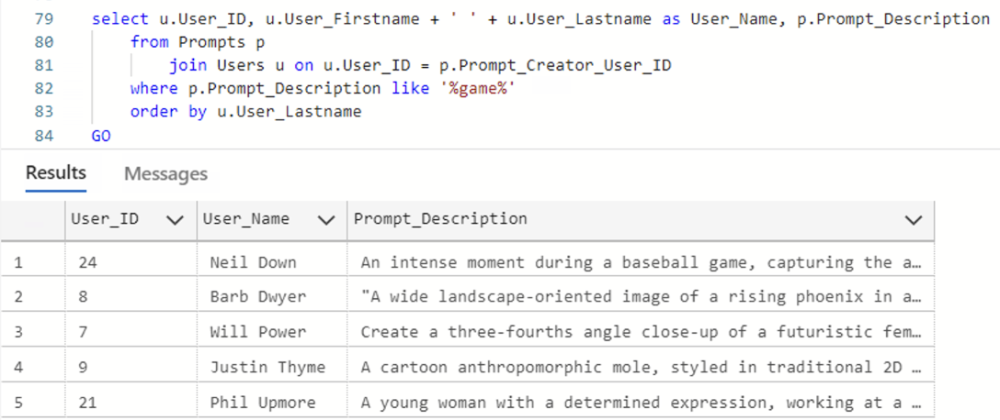 79 select u.User_ID, u.User_Firstname + ' ' + u.User_Lastname as User_Name, p.Prompt_Description
80 from Prompts p
81 join Users u on u.User_ID = p.Prompt_Creator_User_ID
82 where p.Prompt_Description like '%game%'
83 order by u.User_Lastname
84 GO
Results Messages
User_ID User_Name Prompt_Description
1 24 Neil Down An intense moment during a baseball game, capturing the a…
2 8 Barb Dwyer "A wide landscape-oriented image of a rising phoenix in a…
3 7 Will Power Create a three-fourths angle close-up of a futuristic fem…
4 9 Justin Thyme A cartoon anthropomorphic mole, styled in traditional 2D …
5 21 Phil Upmore A young woman with a determined expression, working at a …